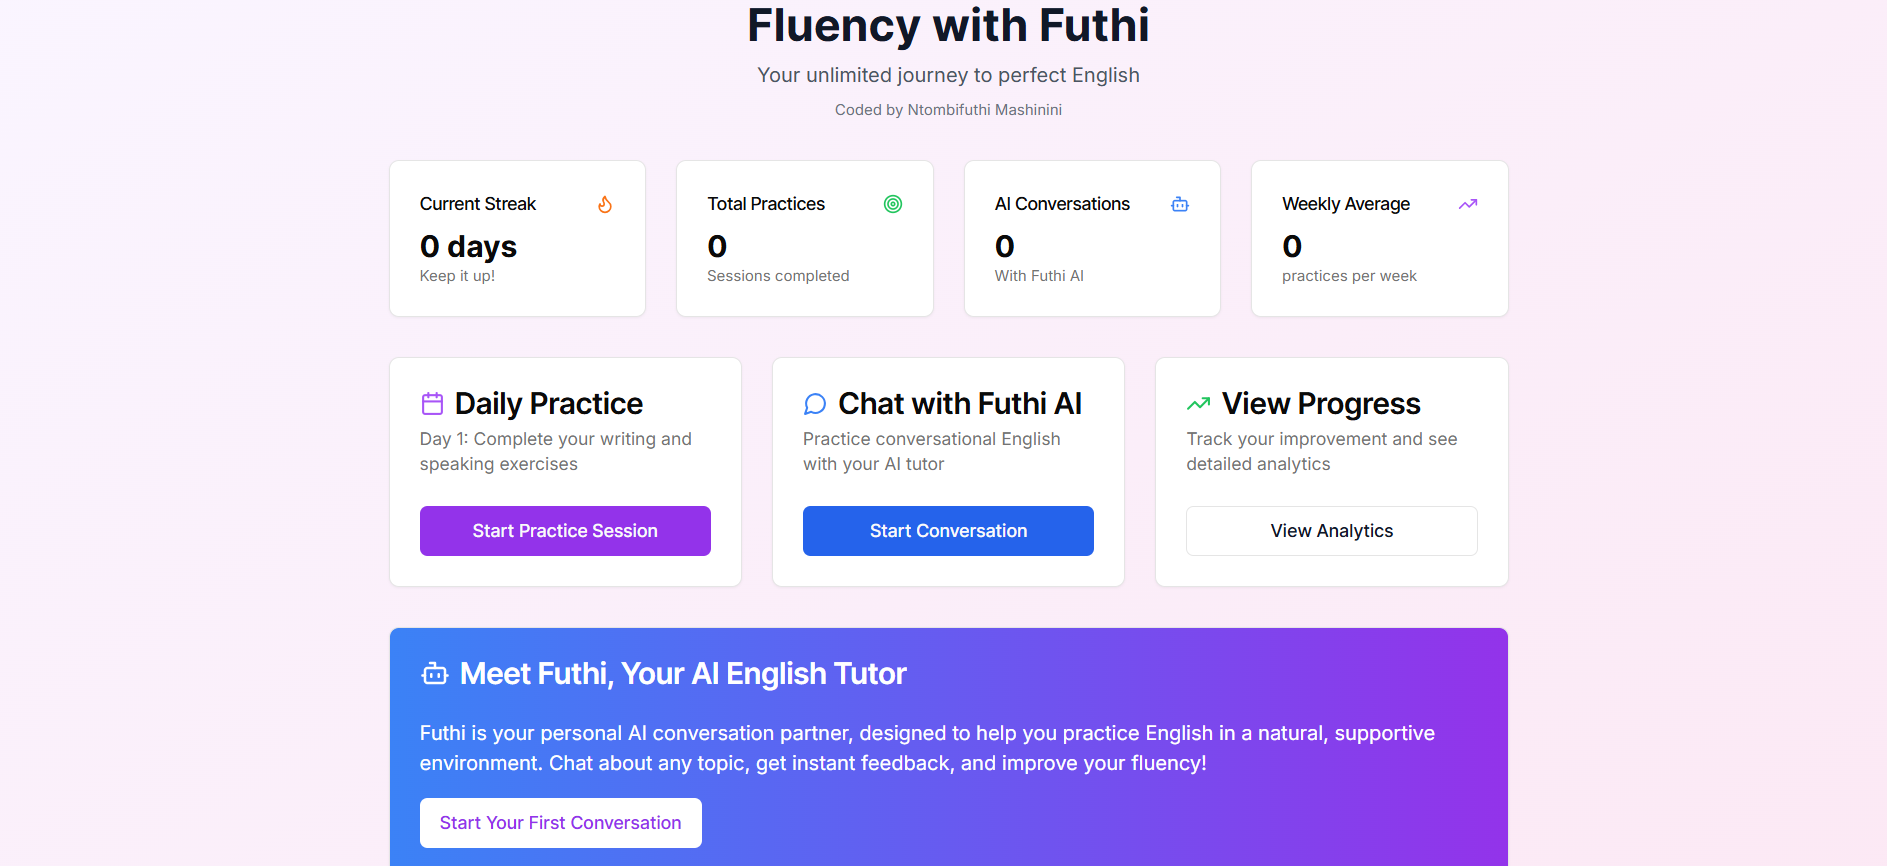 Fluency with Futhi
Your unlimited journey to perfect English
Coded by Ntombifuthi Mashinini
Current Streak
0 days
Keep it up!
Total Practices
0
Sessions completed
AI Conversations
0
With Futhi AI
Weekly Average
0
practices per week
Daily Practice
Day 1: Complete your writing and
speaking exercises
Start Practice Session
Chat with Futhi AI
Practice conversational English
with your AI tutor
Start Conversation
View Progress
Track your improvement and see
detailed analytics
View Analytics
Meet Futhi, Your AI English Tutor
Futhi is your personal AI conversation partner, designed to help you practice English in a natural, supportive
environment. Chat about any topic, get instant feedback, and improve your fluency!
Start Your First Conversation